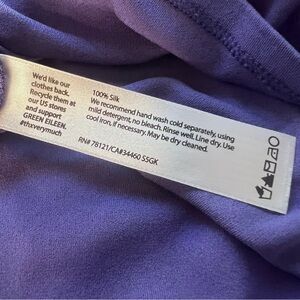 We'd like our
clothes back.
Recycle them at
our US stores
and support
GREEN EILEEN.
#theverymuch
100% Silk
We recommend hand wash cold separately, using
mild detergent, no bleach. Rinse well. Line dry. Use
cool iron, if necessary. May be dry cleaned.
RN# 78121/CA#34460 S5GK